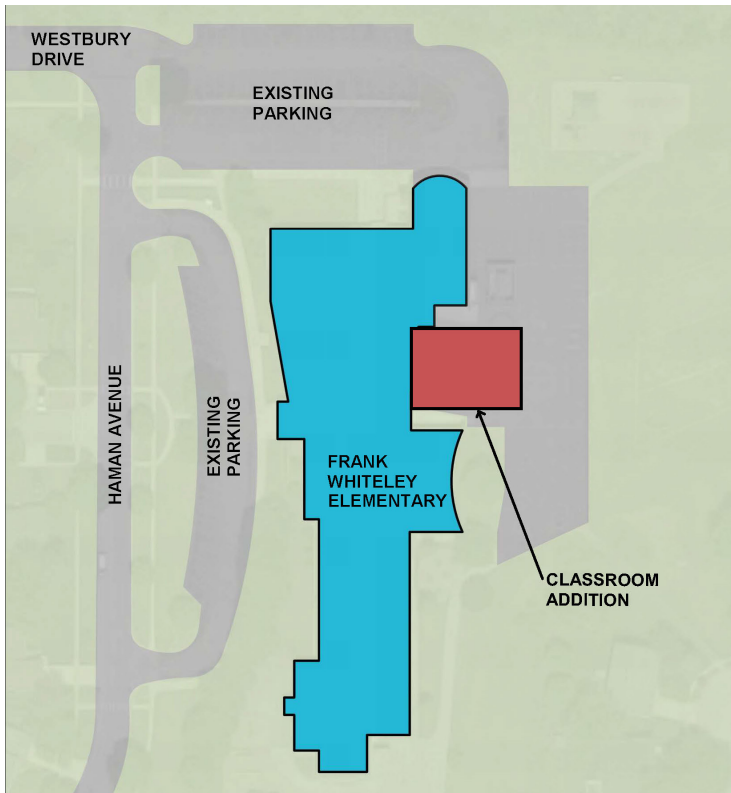 WESTBURY
DRIVE
EXISTING
PARKING
HAMAN AVENUE
EXISTING
PARKING
FRANK
WHITELEY
ELEMENTARY
CLASSROOM
ADDITION